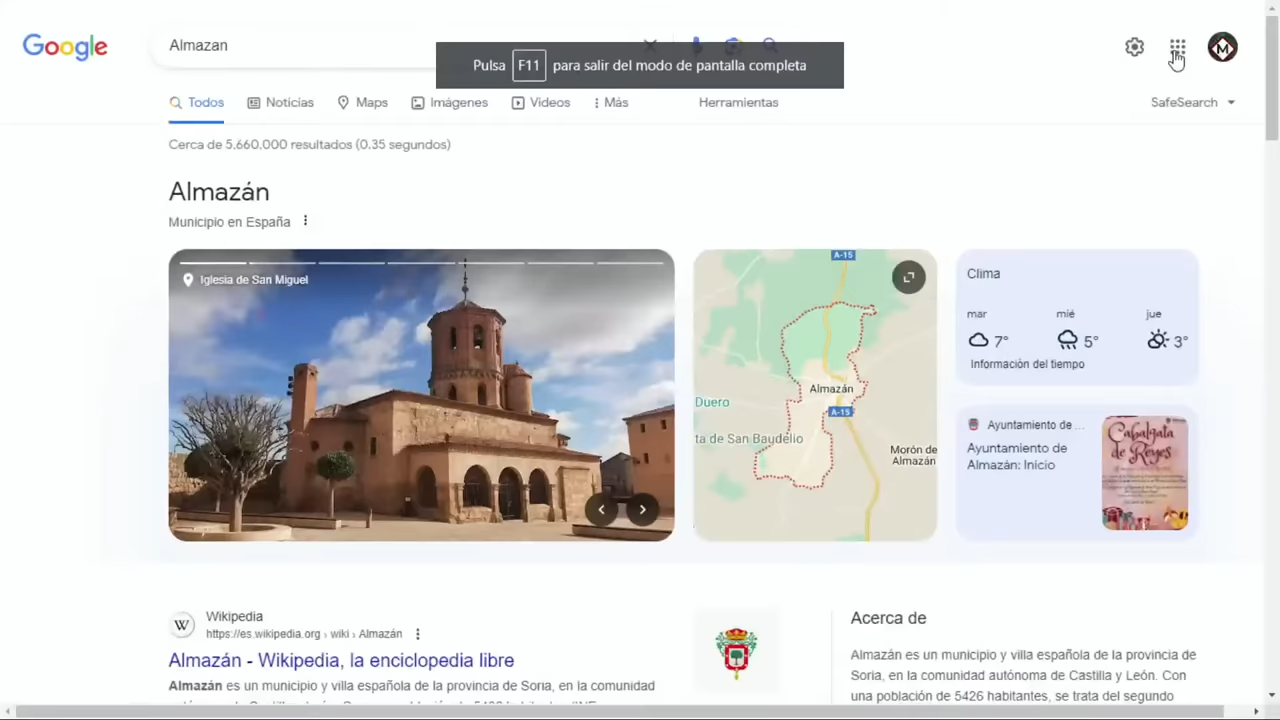 Google
Almazan
Pulsa F11 para salir del modo de pantalla completa
M
Todos
Noticias
Maps
Imágenes
Videos
Más
Herramientas
SafeSearch
Cerca de 5,660,000 resultados (0.35 segundos)
Almazán
Municipio en España
Iglesia de San Miguel
A-15
Almazán
A-15
Duero
ta de San Baudelio
Morón de
Almazán
Clima
mar
mié
jue
7°
5°
3°
Información del tiempo
Ayuntamiento de ...
Ayuntamiento de
Almazán: Inicio
Cabalgata
de Reyes
W
Wikipedia
https://es.wikipedia.org › wiki › Almazán
Almazán - Wikipedia, la enciclopedia libre
Almazán es un municipio y villa española de la provincia de Soria, en la comunidad
Acerca de
Almazán es un municipio y villa española de la provincia de
Soria, en la comunidad autónoma de Castilla y León. Con
una población de 5426 habitantes, se trata del segundo